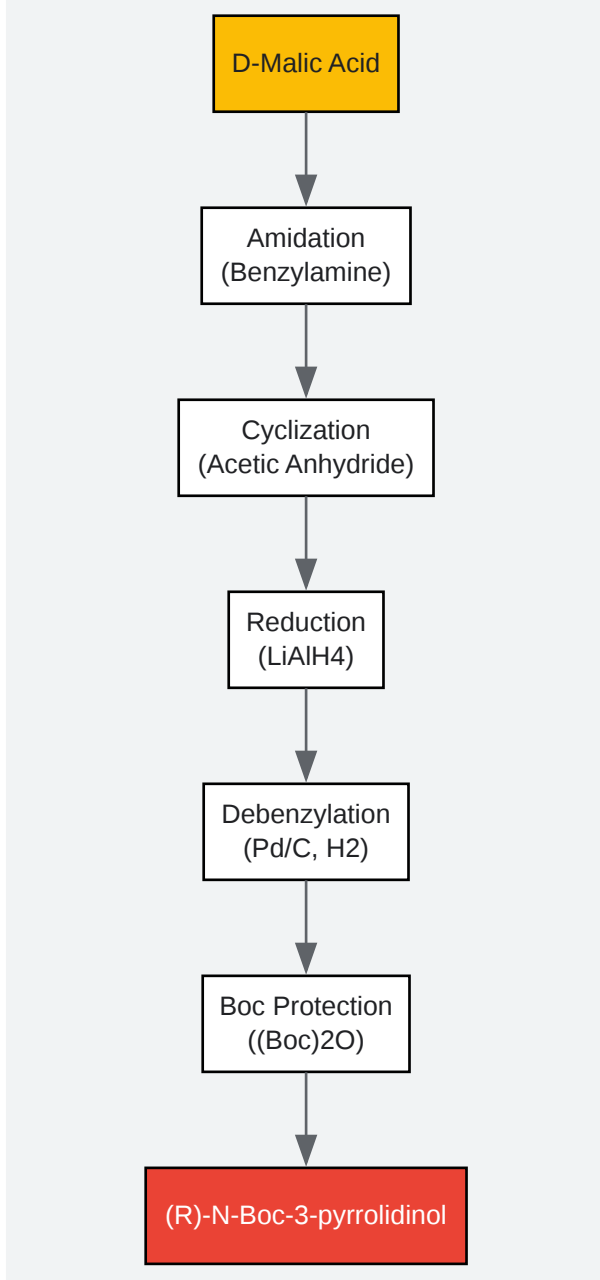 D-Malic Acid
Amidation
(Benzylamine)
Cyclization
(Acetic Anhydride)
Reduction
(LiAlH4)
Debenzylation
(Pd/C, H2)
Boc Protection
((Boc)2O)
(R)-N-Boc-3-pyrrolidinol